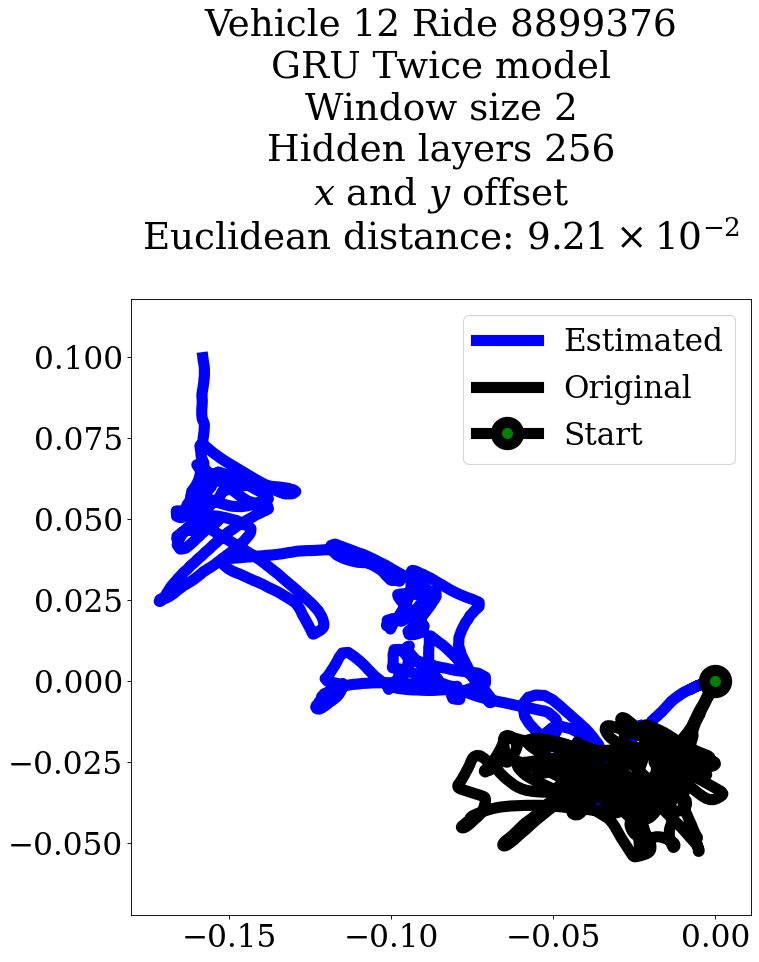 Vehicle 12 Ride 8899376
GRU Twice model
Window size 2
Hidden layers 256
x and y offset
Euclidean distance: 9.21 × 10⁻²
Estimated
Original
Start
0.100
0.075
0.050
0.025
0.000
−0.025
−0.050
−0.15 −0.10 −0.05 0.00